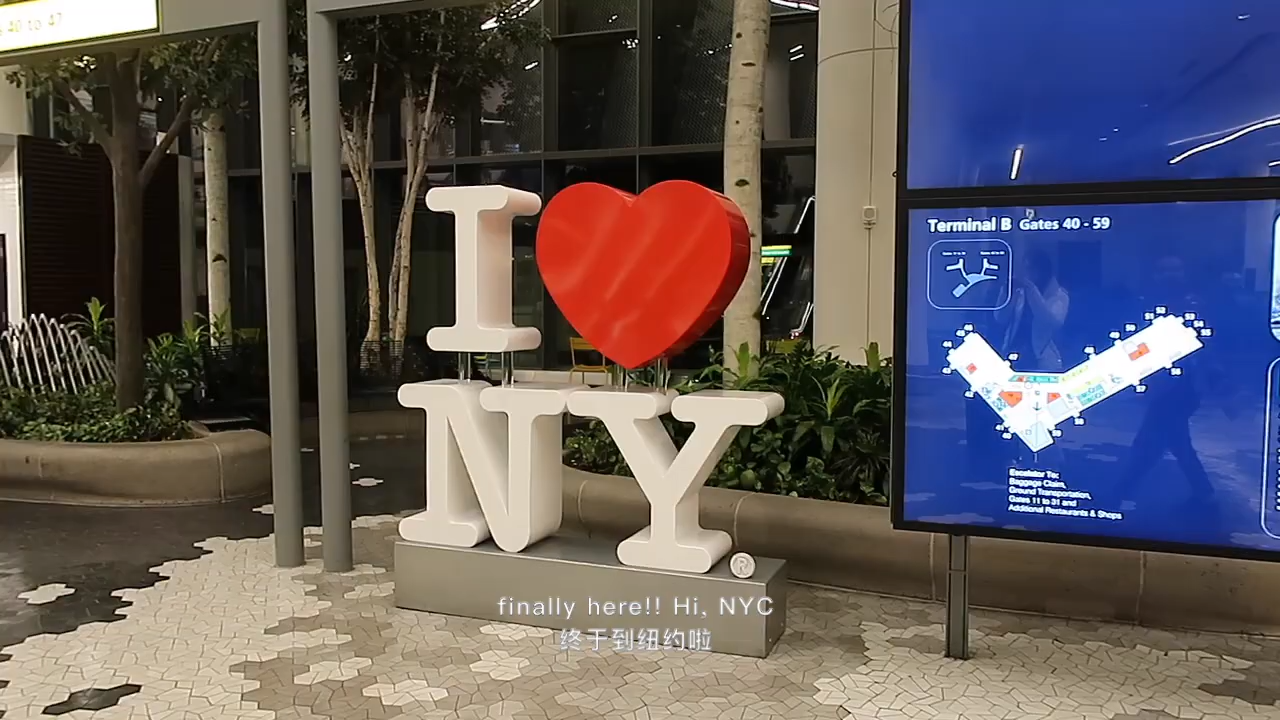 40 to 47
I
NY
®
Terminal B Gates 40 - 59
Escalator To:
Baggage Claim,
Ground Transportation,
Gates 11 to 31 and
Additional Restaurants & Shops
finally here!! Hi, NYC
终于到纽约啦